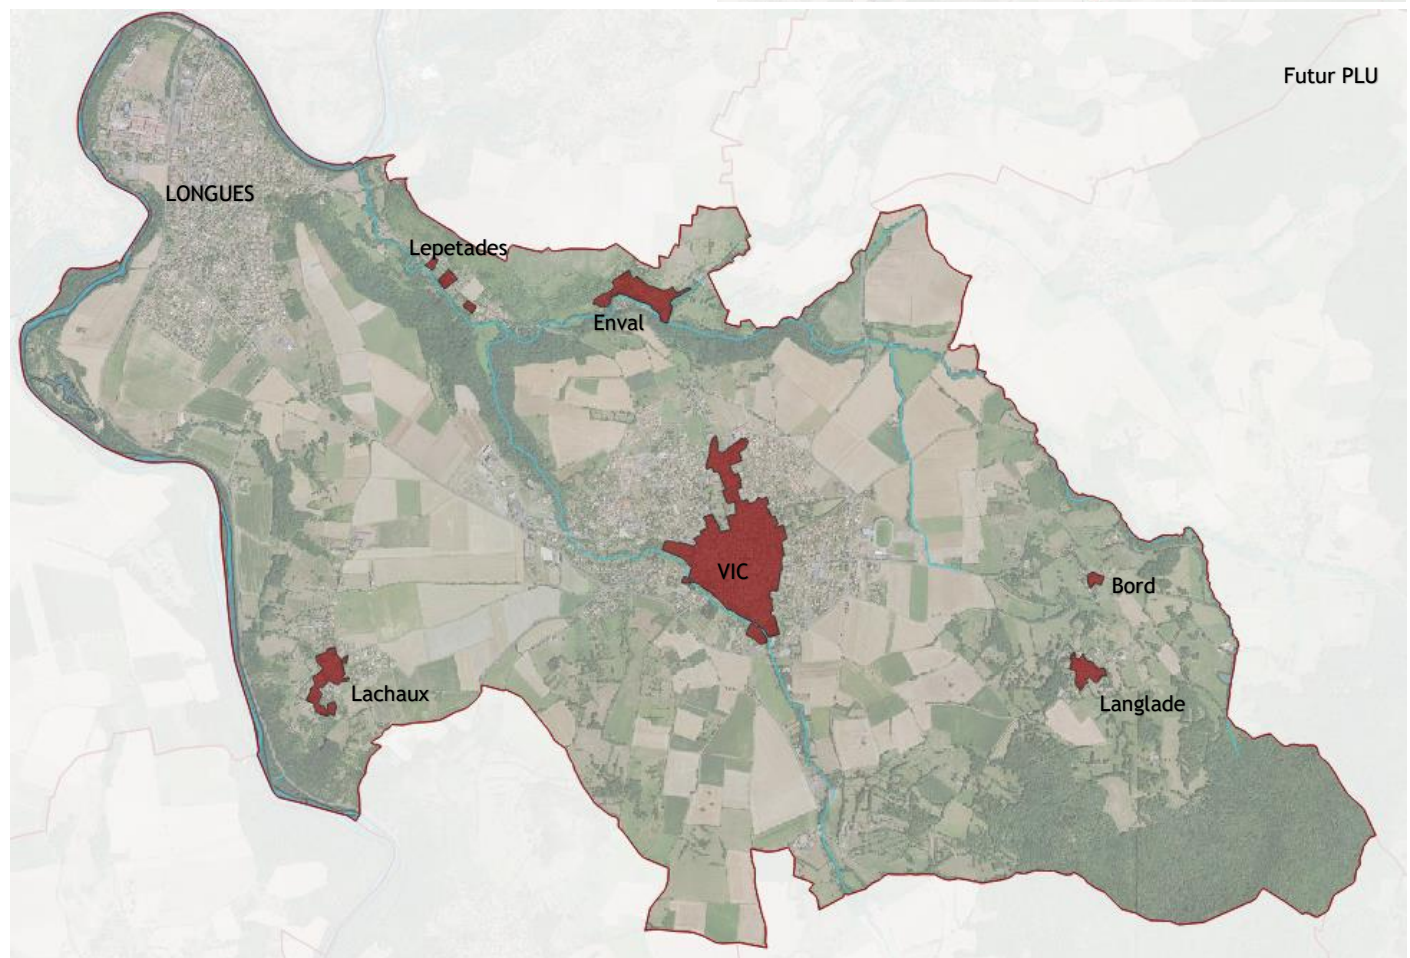 Futur PLU
LONGUES
Lepetades
Enval
VIC
Bord
Lachaux
Langlade